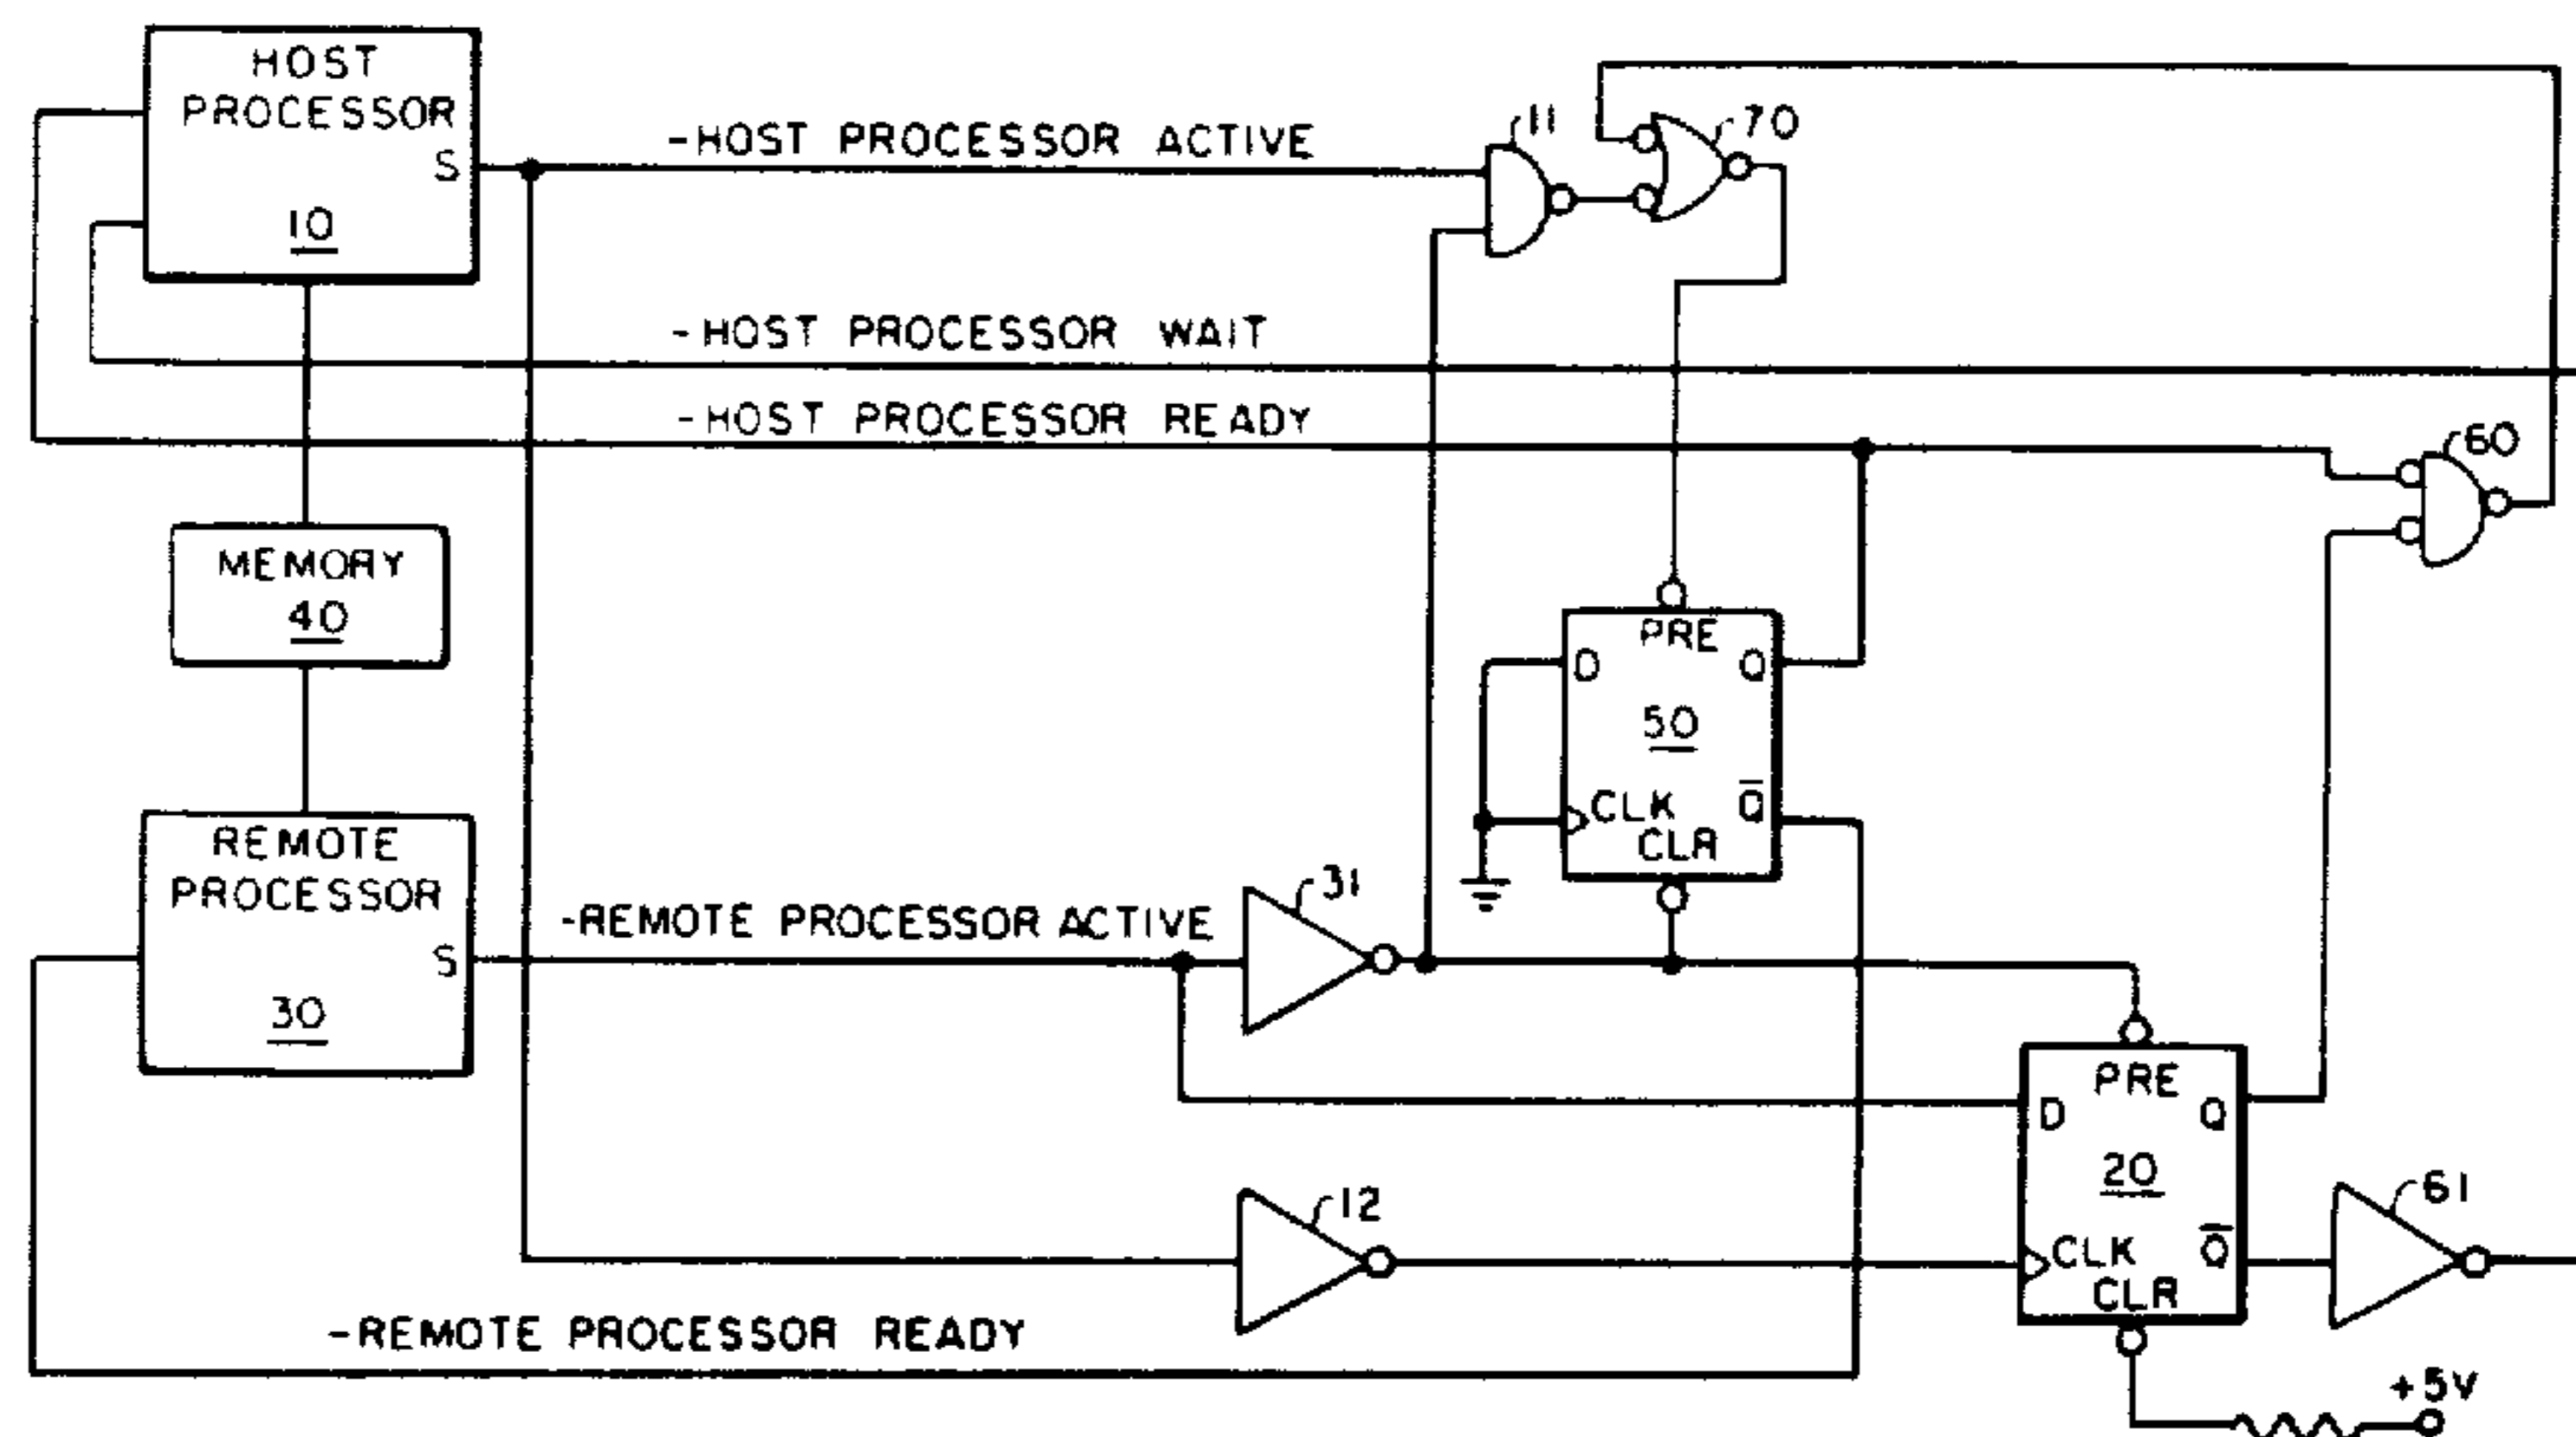 HOST
PROCESSOR
S
10
-HOST PROCESSOR ACTIVE
11
70
-HOST PROCESSOR WAIT
-HOST PROCESSOR READY
60
MEMORY
40
PRE
D Q
50
CLK Q̅
CLR
REMOTE
PROCESSOR
S
30
-REMOTE PROCESSOR ACTIVE
31
PRE
D Q
20
CLK Q̅
CLR
12
61
-REMOTE PROCESSOR READY
+5V